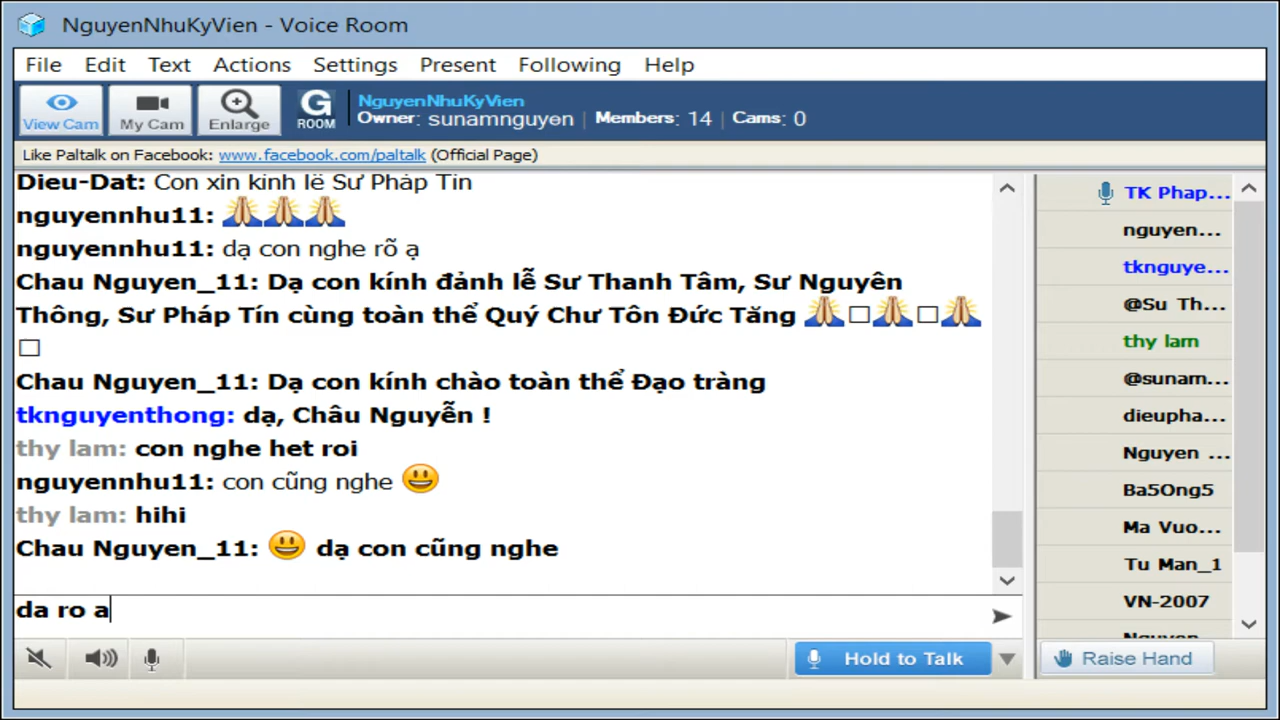 NguyenNhuKyVien - Voice Room
File Edit Text Actions Settings Present Following Help
View Cam My Cam Enlarge G ROOM
NguyenNhuKyVien
Owner: sunamnguyen Members: 14 Cams: 0
Like Paltalk on Facebook: www.facebook.com/paltalk (Official Page)
Dieu-Dat: Con xin kính lễ Sư Pháp Tín
nguyennhu11: 🙏🙏🙏
nguyennhu11: dạ con nghe rõ ạ
Chau Nguyen_11: Dạ con kính đảnh lễ Sư Thanh Tâm, Sư Nguyên
Thông, Sư Pháp Tín cùng toàn thể Quý Chư Tôn Đức Tăng 🙏□🙏□🙏
□
Chau Nguyen_11: Dạ con kính chào toàn thể Đạo tràng
tknguyenthong: dạ, Châu Nguyễn !
thy lam: con nghe het roi
nguyennhu11: con cũng nghe 😃
thy lam: hihi
Chau Nguyen_11: 😃 dạ con cũng nghe
da ro a
Hold to Talk
TK Phap...
nguyen...
tknguye...
@Su Th...
thy lam
@sunam...
dieupha...
Nguyen ...
Ba5Ong5
Ma Vuo...
Tu Man_1
VN-2007
Nguyen
Raise Hand